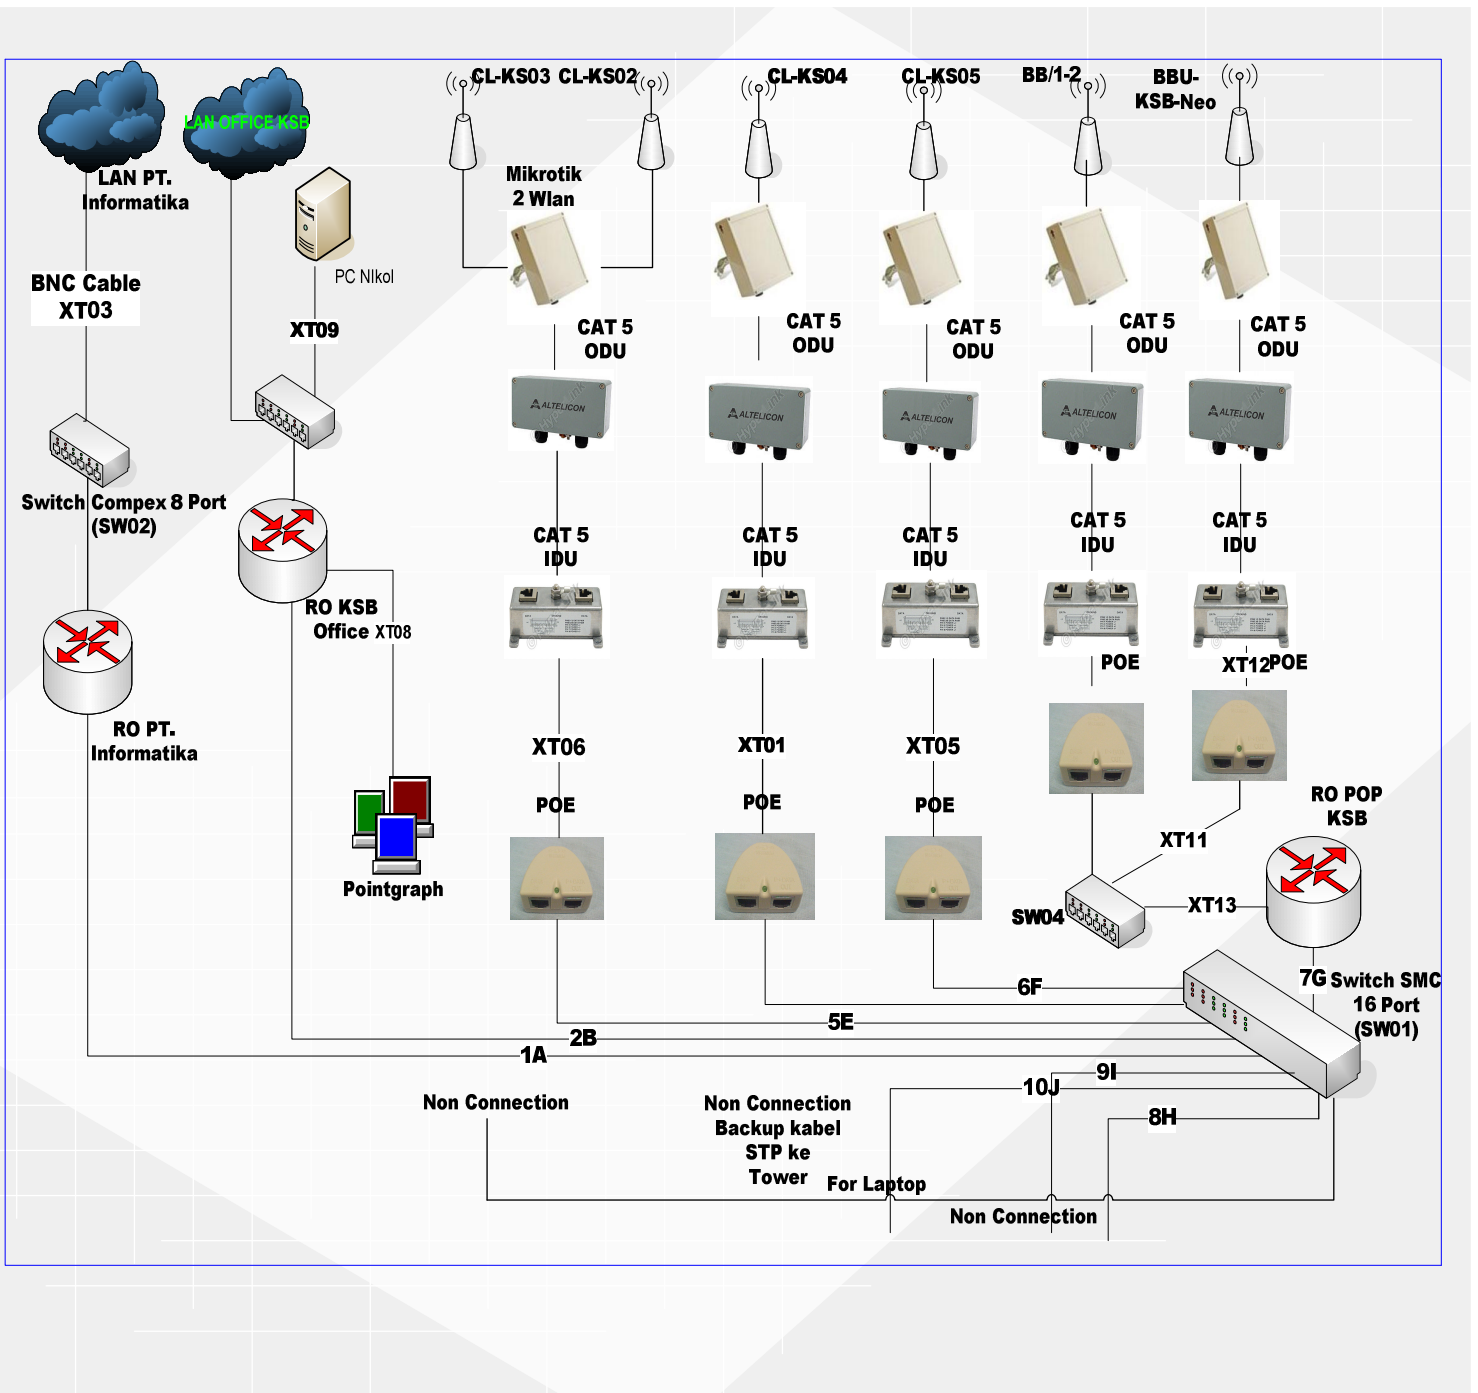 CL-KS03
CL-KS02
CL-KS04
CL-KS05
BB/1-2
BBU-
KSB-Neo
LAN OFFICE KSB
LAN PT.
Informatika
Mikrotik
2 Wlan
PC NIkol
BNC Cable
XT03
XT09
CAT 5
ODU
CAT 5
ODU
CAT 5
ODU
CAT 5
ODU
CAT 5
ODU
ALTELICON
ALTELICON
ALTELICON
ALTELICON
ALTELICON
Switch Compex 8 Port
(SW02)
CAT 5
IDU
CAT 5
IDU
CAT 5
IDU
CAT 5
IDU
CAT 5
IDU
RO KSB
Office XT08
POE
XT12
POE
RO PT.
Informatika
XT06
XT01
XT05
POE
POE
POE
RO POP
KSB
XT11
Pointgraph
SW04
XT13
6F
7G
Switch SMC
16 Port
(SW01)
5E
2B
1A
9I
10J
8H
Non Connection
Non Connection
Backup kabel
STP ke
Tower
For Laptop
Non Connection